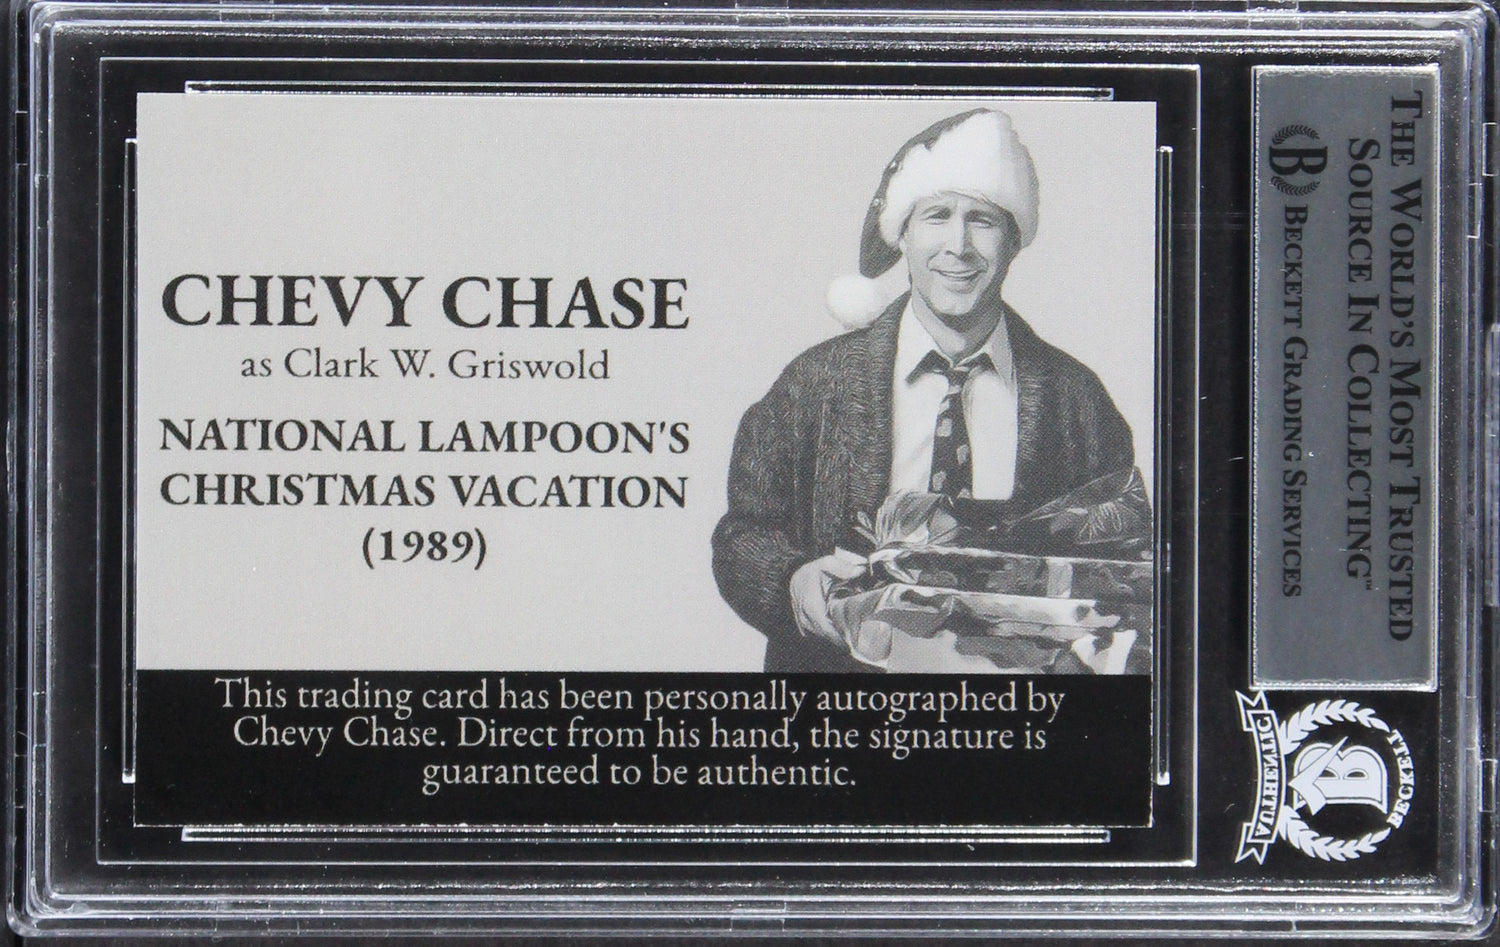 CHEVY CHASE
as Clark W. Griswold
NATIONAL LAMPOON'S
CHRISTMAS VACATION
(1989)
This trading card has been personally autographed by
Chevy Chase. Direct from his hand, the signature is
guaranteed to be authentic.
THE WORLD'S MOST TRUSTED
SOURCE IN COLLECTING™
B BECKETT GRADING SERVICES
AUTHENTIC
B
BECKETT